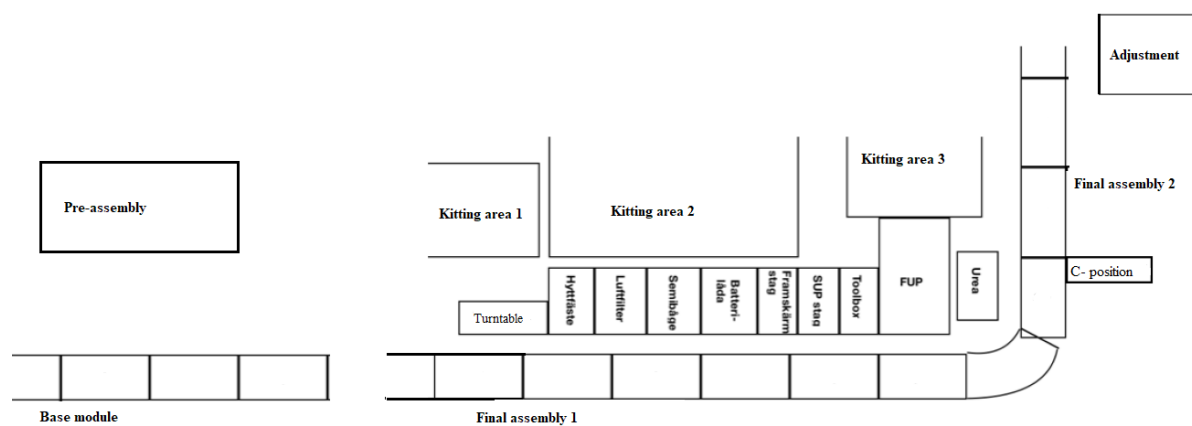 Adjustment
Kitting area 3
Pre-assembly
Kitting area 1
Kitting area 2
Final assembly 2
C- position
Hyttfäste
Luftfilter
Semibåge
Batteri-
låda
Framskärm
stag
SUP stag
Toolbox
FUP
Urea
Turntable
Base module
Final assembly 1